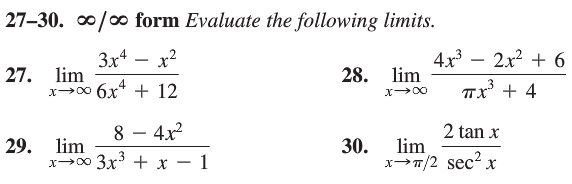 27–30. ∞/∞ form Evaluate the following limits.
27. lim x→∞ (3x⁴ − x²)/(6x⁴ + 12)
28. lim x→∞ (4x³ − 2x² + 6)/(πx³ + 4)
29. lim x→∞ (8 − 4x²)/(3x³ + x − 1)
30. lim x→π/2 (2 tan x)/(sec² x)